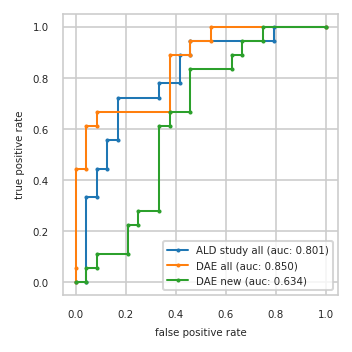 1.0
0.8
0.6
0.4
0.2
0.0
true positive rate
ALD study all (auc: 0.801)
DAE all (auc: 0.850)
DAE new (auc: 0.634)
0.0 0.2 0.4 0.6 0.8 1.0
false positive rate